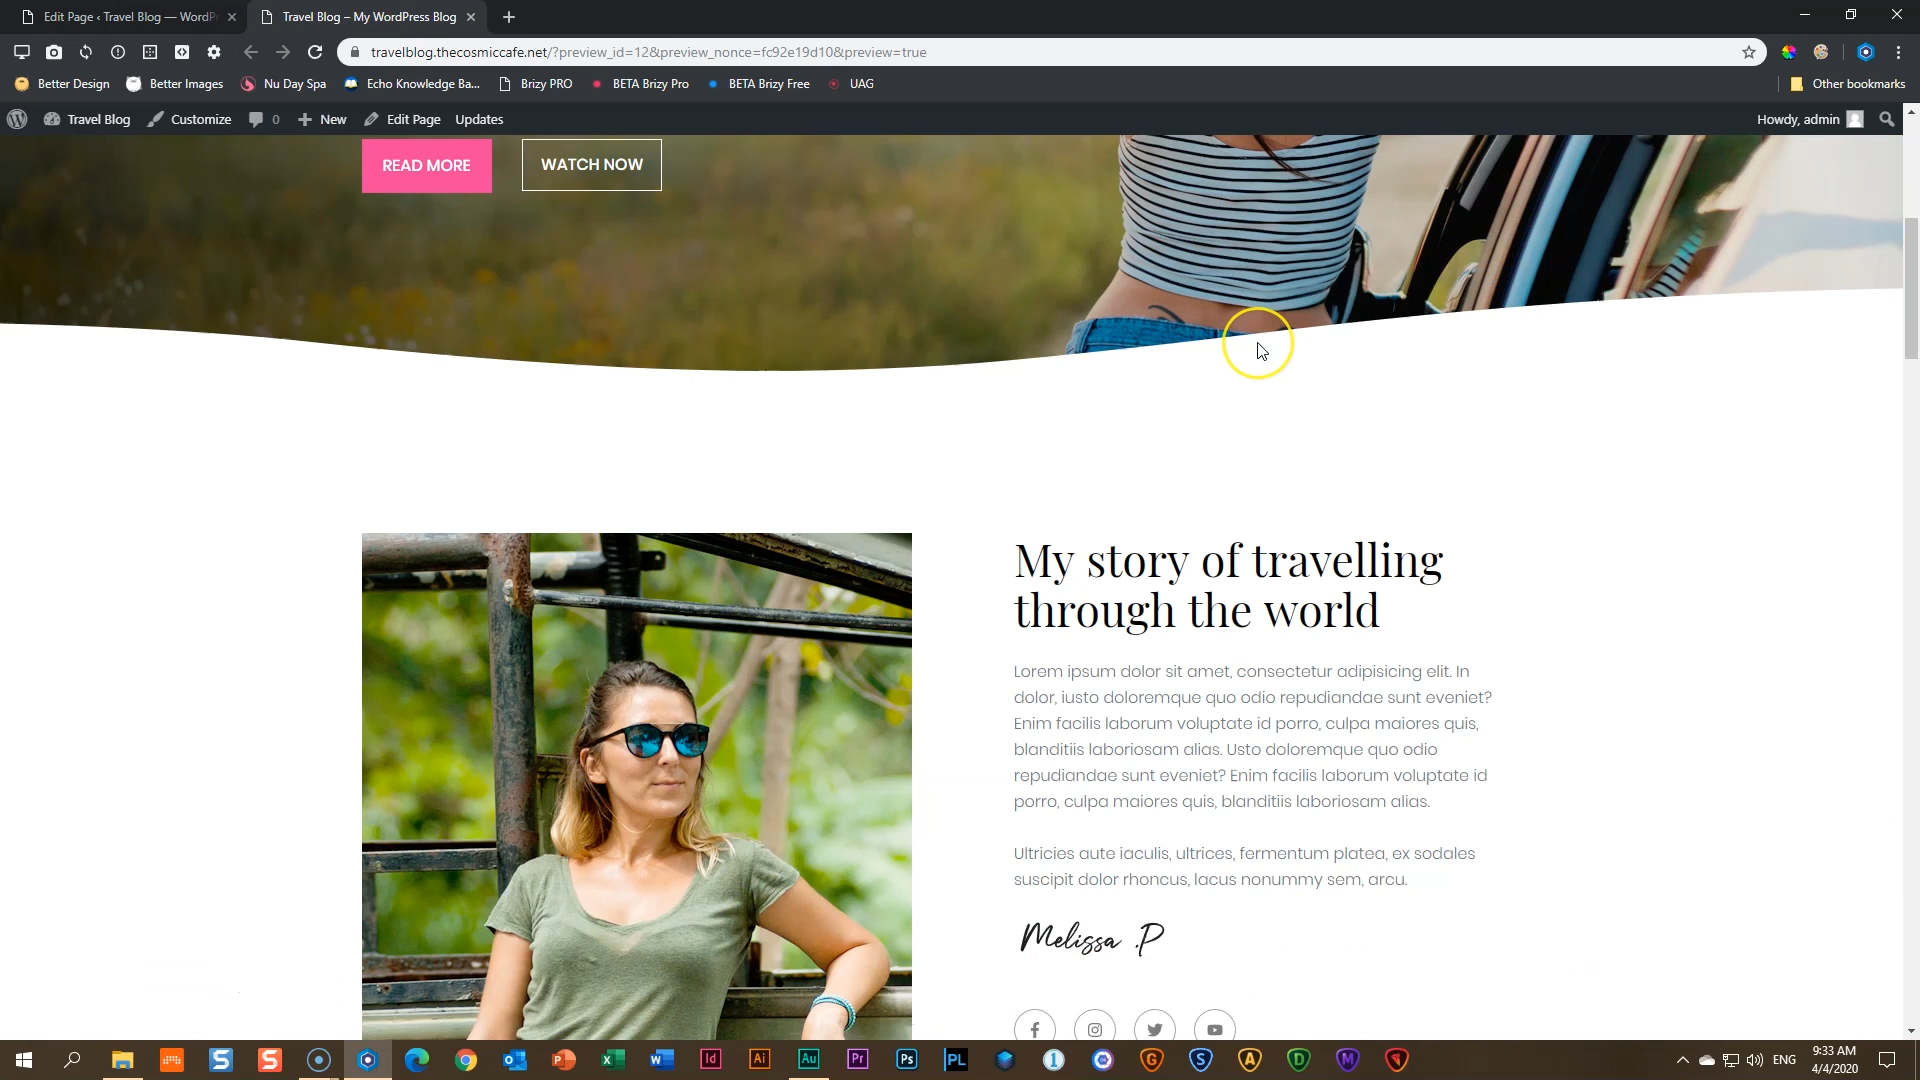 Edit Page ‹ Travel Blog — WordP
Travel Blog – My WordPress Blog
travelblog.thecosmiccafe.net/?preview_id=12&preview_nonce=fc92e19d10&preview=true
Better Design
Better Images
Nu Day Spa
Echo Knowledge Ba...
Brizy PRO
BETA Brizy Pro
BETA Brizy Free
UAG
Other bookmarks
Travel Blog
Customize
0
New
Edit Page
Updates
Howdy, admin
READ MORE
WATCH NOW
My story of travelling
through the world
Lorem ipsum dolor sit amet, consectetur adipisicing elit. In
dolor, iusto doloremque quo odio repudiandae sunt eveniet?
Enim facilis laborum voluptate id porro, culpa maiores quis,
blanditiis laboriosam alias. Usto doloremque quo odio
repudiandae sunt eveniet? Enim facilis laborum voluptate id
porro, culpa maiores quis, blanditiis laboriosam alias.
Ultricies aute iaculis, ultrices, fermentum platea, ex sodales
suscipit dolor rhoncus, lacus nonummy sem, arcu.
Melissa .P
Id
Ai
Au
Pr
Ps
PL
ENG
9:33 AM
4/4/2020